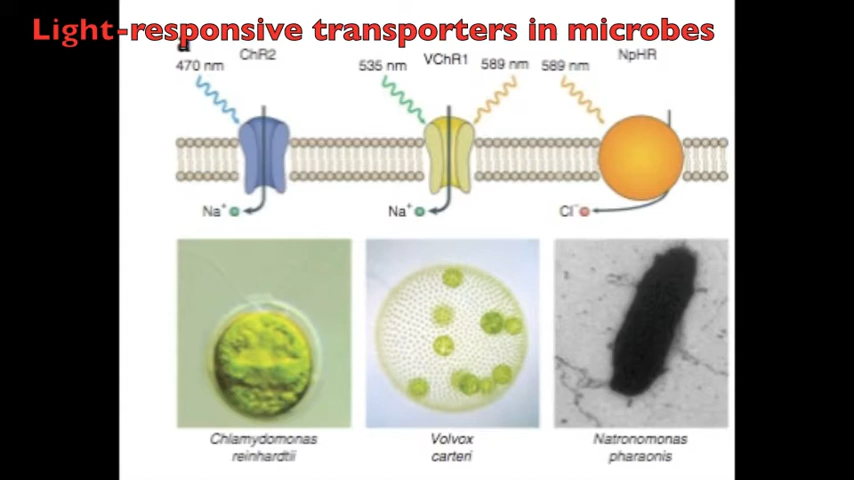 Light-responsive transporters in microbes
a
ChR2
VChR1
NpHR
470 nm
535 nm
589 nm
589 nm
Na⁺
Na⁺
Cl⁻
Chlamydomonas
reinhardtii
Volvox
carteri
Natronomonas
pharaonis